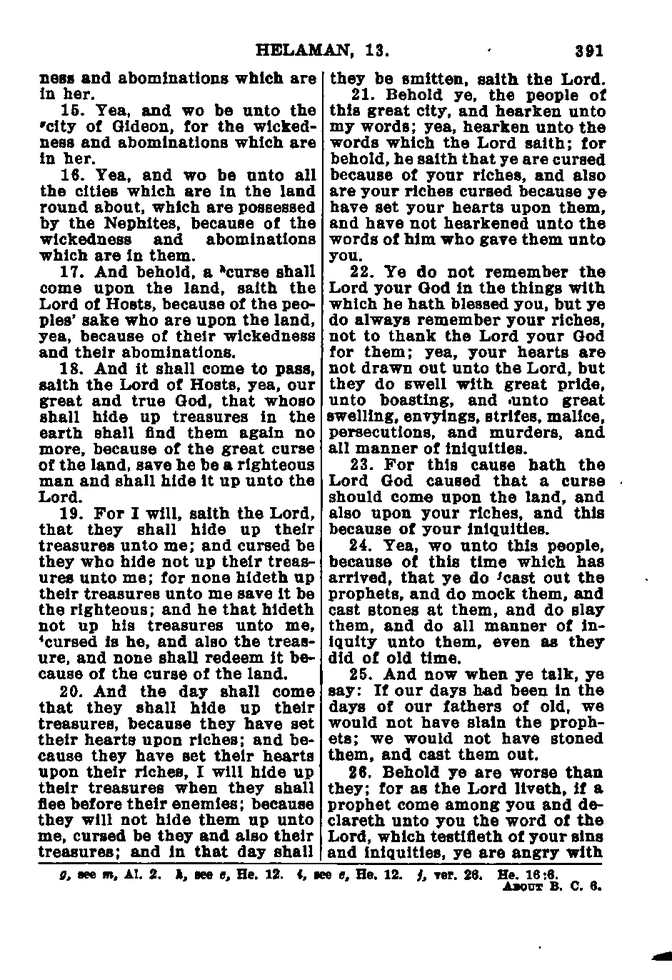 HELAMAN, 13. 391
ness and abominations which are
in her.
15. Yea, and wo be unto the
gcity of Gideon, for the wicked-
ness and abominations which are
in her.
16. Yea, and wo be unto all
the cities which are in the land
round about, which are possessed
by the Nephites, because of the
wickedness and abominations
which are in them.
17. And behold, a hcurse shall
come upon the land, saith the
Lord of Hosts, because of the peo-
ples' sake who are upon the land,
yea, because of their wickedness
and their abominations.
18. And it shall come to pass,
saith the Lord of Hosts, yea, our
great and true God, that whoso
shall hide up treasures in the
earth shall find them again no
more, because of the great curse
of the land, save he be a righteous
man and shall hide it up unto the
Lord.
19. For I will, saith the Lord,
that they shall hide up their
treasures unto me; and cursed be
they who hide not up their treas-
ures unto me; for none hideth up
their treasures unto me save it be
the righteous; and he that hideth
not up his treasures unto me,
icursed is he, and also the treas-
ure, and none shall redeem it be-
cause of the curse of the land.
20. And the day shall come
that they shall hide up their
treasures, because they have set
their hearts upon riches; and be-
cause they have set their hearts
upon their riches, I will hide up
their treasures when they shall
flee before their enemies; because
they will not hide them up unto
me, cursed be they and also their
treasures; and in that day shall
they be smitten, saith the Lord.
21. Behold ye, the people of
this great city, and hearken unto
my words; yea, hearken unto the
words which the Lord saith; for
behold, he saith that ye are cursed
because of your riches, and also
are your riches cursed because ye
have set your hearts upon them,
and have not hearkened unto the
words of him who gave them unto
you.
22. Ye do not remember the
Lord your God in the things with
which he hath blessed you, but ye
do always remember your riches,
not to thank the Lord your God
for them; yea, your hearts are
not drawn out unto the Lord, but
they do swell with great pride,
unto boasting, and unto great
swelling, envyings, strifes, malice,
persecutions, and murders, and
all manner of iniquities.
23. For this cause hath the
Lord God caused that a curse
should come upon the land, and
also upon your riches, and this
because of your iniquities.
24. Yea, wo unto this people,
because of this time which has
arrived, that ye do jcast out the
prophets, and do mock them, and
cast stones at them, and do slay
them, and do all manner of in-
iquity unto them, even as they
did of old time.
25. And now when ye talk, ye
say: If our days had been in the
days of our fathers of old, we
would not have slain the proph-
ets; we would not have stoned
them, and cast them out.
26. Behold ye are worse than
they; for as the Lord liveth, if a
prophet come among you and de-
clareth unto you the word of the
Lord, which testifieth of your sins
and iniquities, ye are angry with
g, see m, Al. 2. h, see e, He. 12. i, see e, He. 12. j, ver. 26. He. 16:6.
ABOUT B. C. 6.